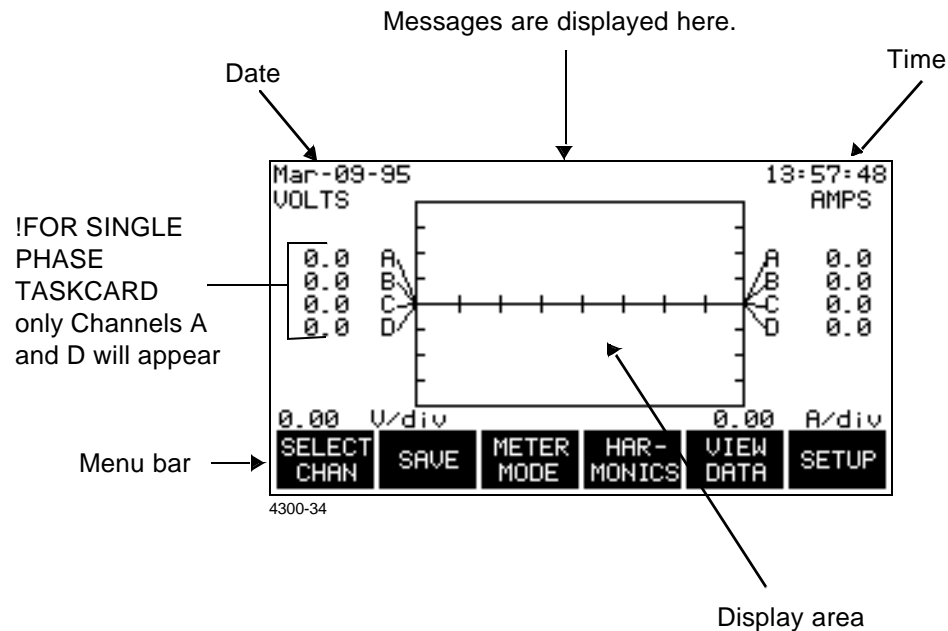 Messages are displayed here.
Date
Time
Mar-09-95 13:57:48
VOLTS AMPS
!FOR SINGLE
PHASE
TASKCARD
only Channels A
and D will appear
0.0 A A 0.0
0.0 B B 0.0
0.0 C C 0.0
0.0 D D 0.0
0.00 V/div 0.00 A/div
Menu bar
SELECT CHAN
SAVE
METER MODE
HAR- MONICS
VIEW DATA
SETUP
4300-34
Display area